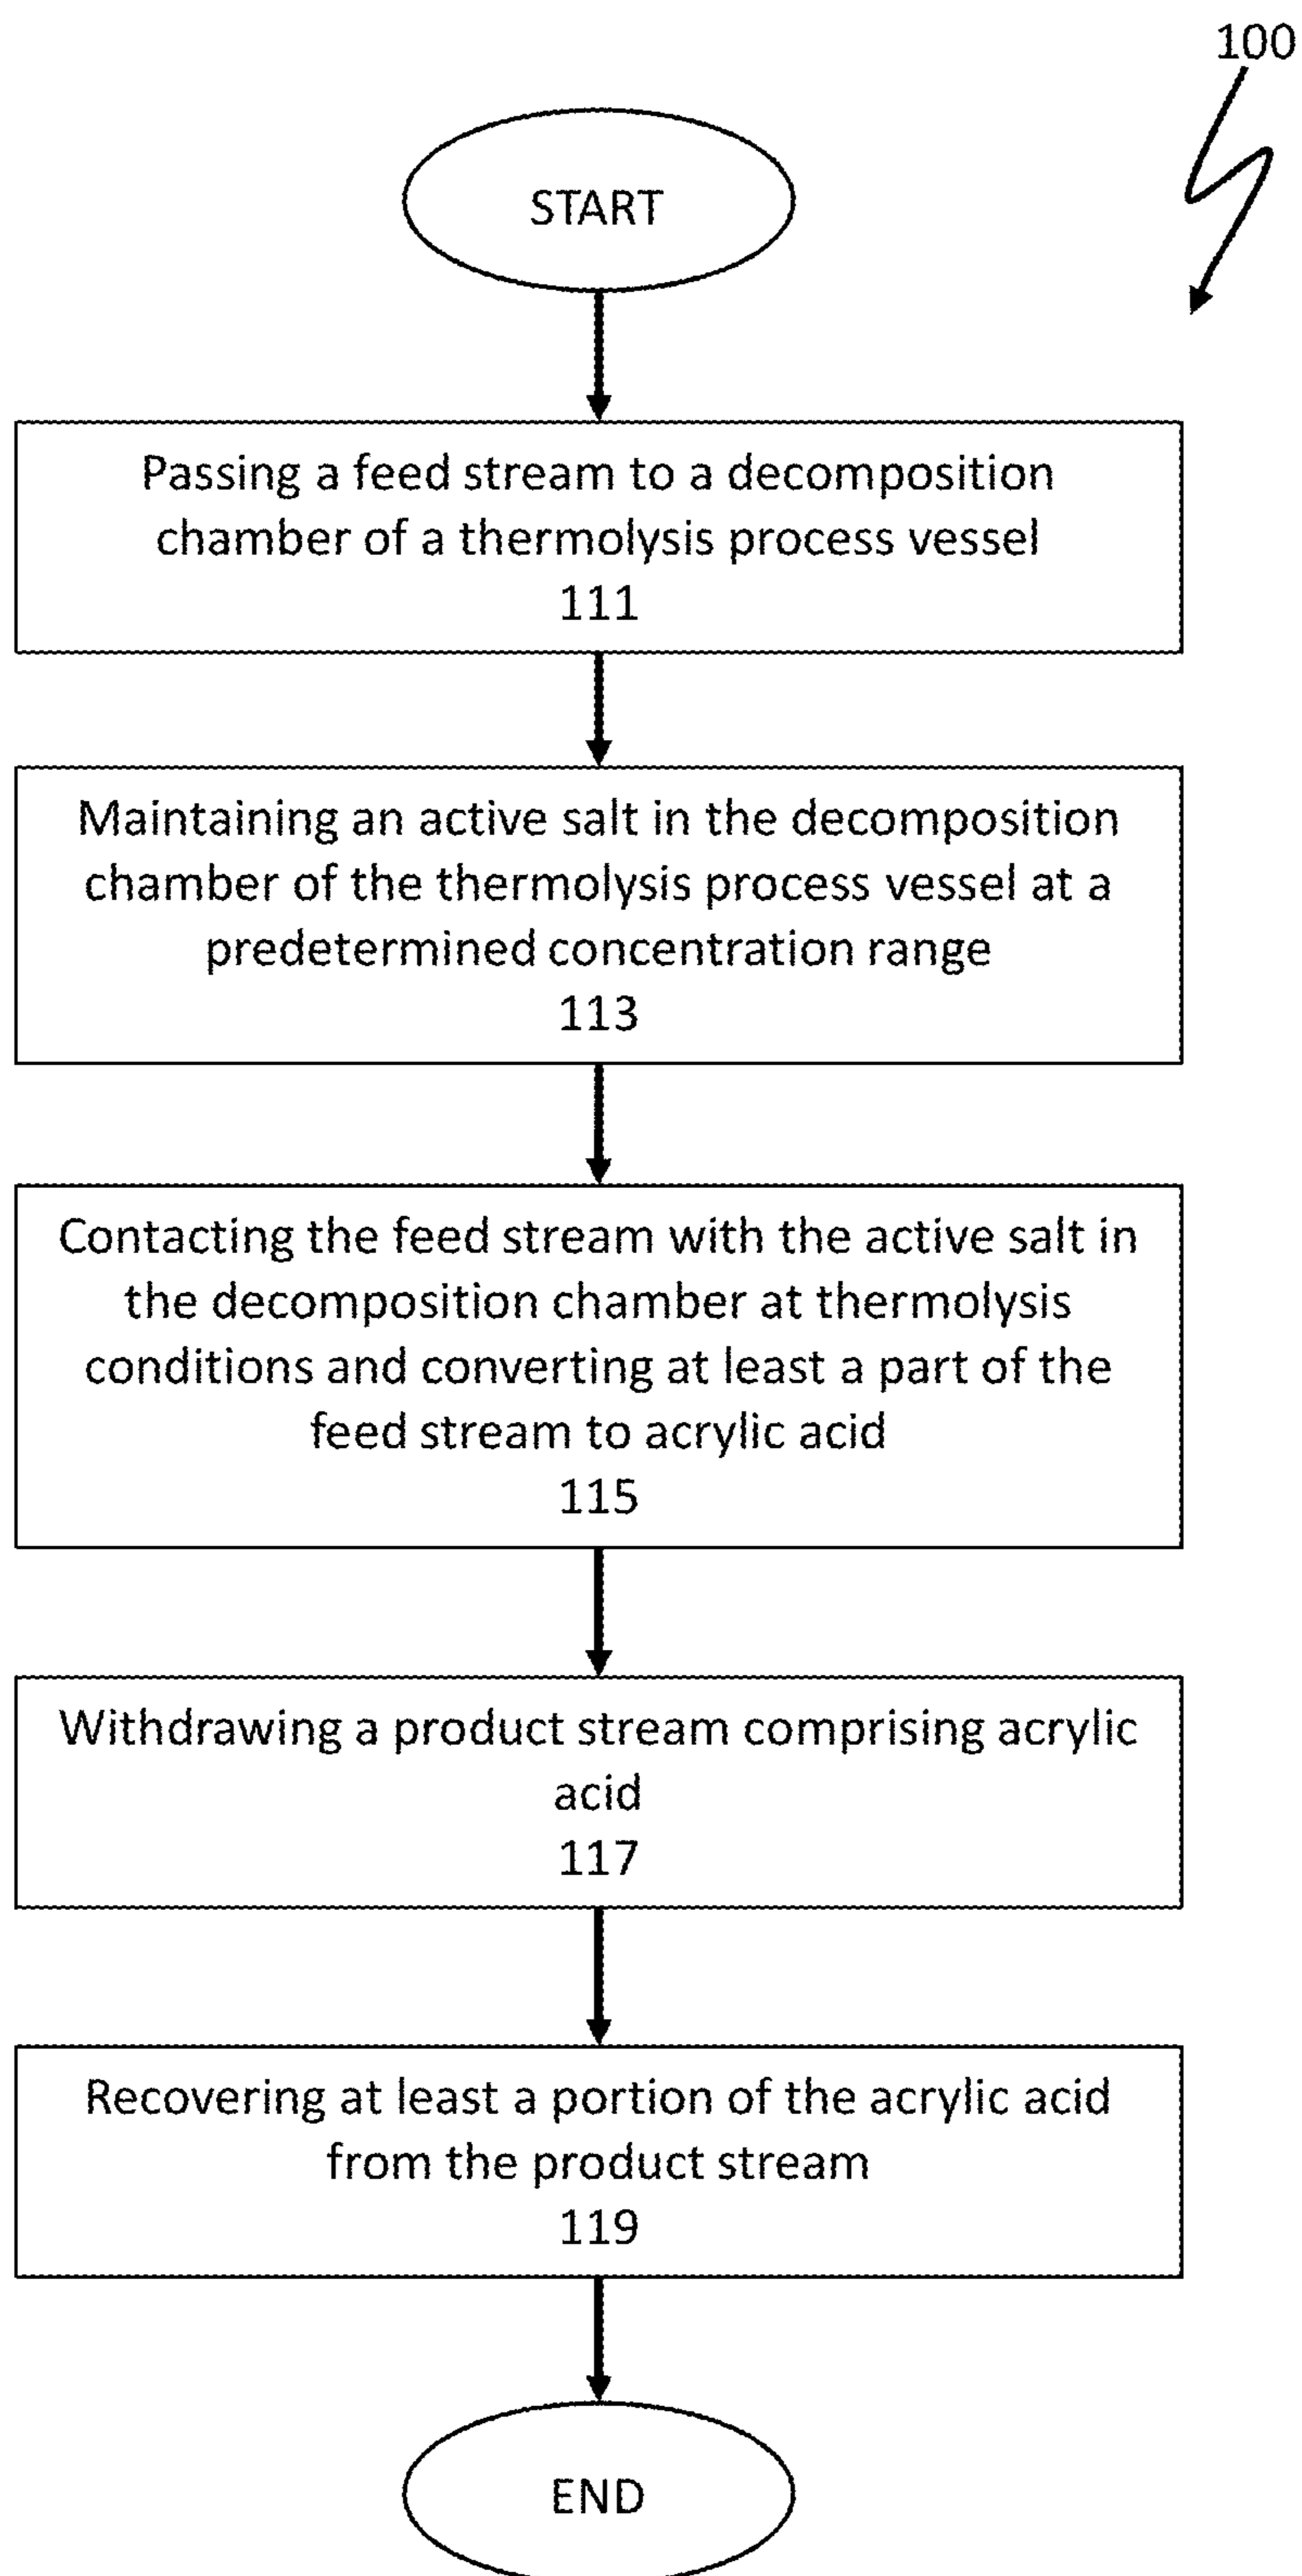 100
START
Passing a feed stream to a decomposition
chamber of a thermolysis process vessel
111
Maintaining an active salt in the decomposition
chamber of the thermolysis process vessel at a
predetermined concentration range
113
Contacting the feed stream with the active salt in
the decomposition chamber at thermolysis
conditions and converting at least a part of the
feed stream to acrylic acid
115
Withdrawing a product stream comprising acrylic
acid
117
Recovering at least a portion of the acrylic acid
from the product stream
119
END